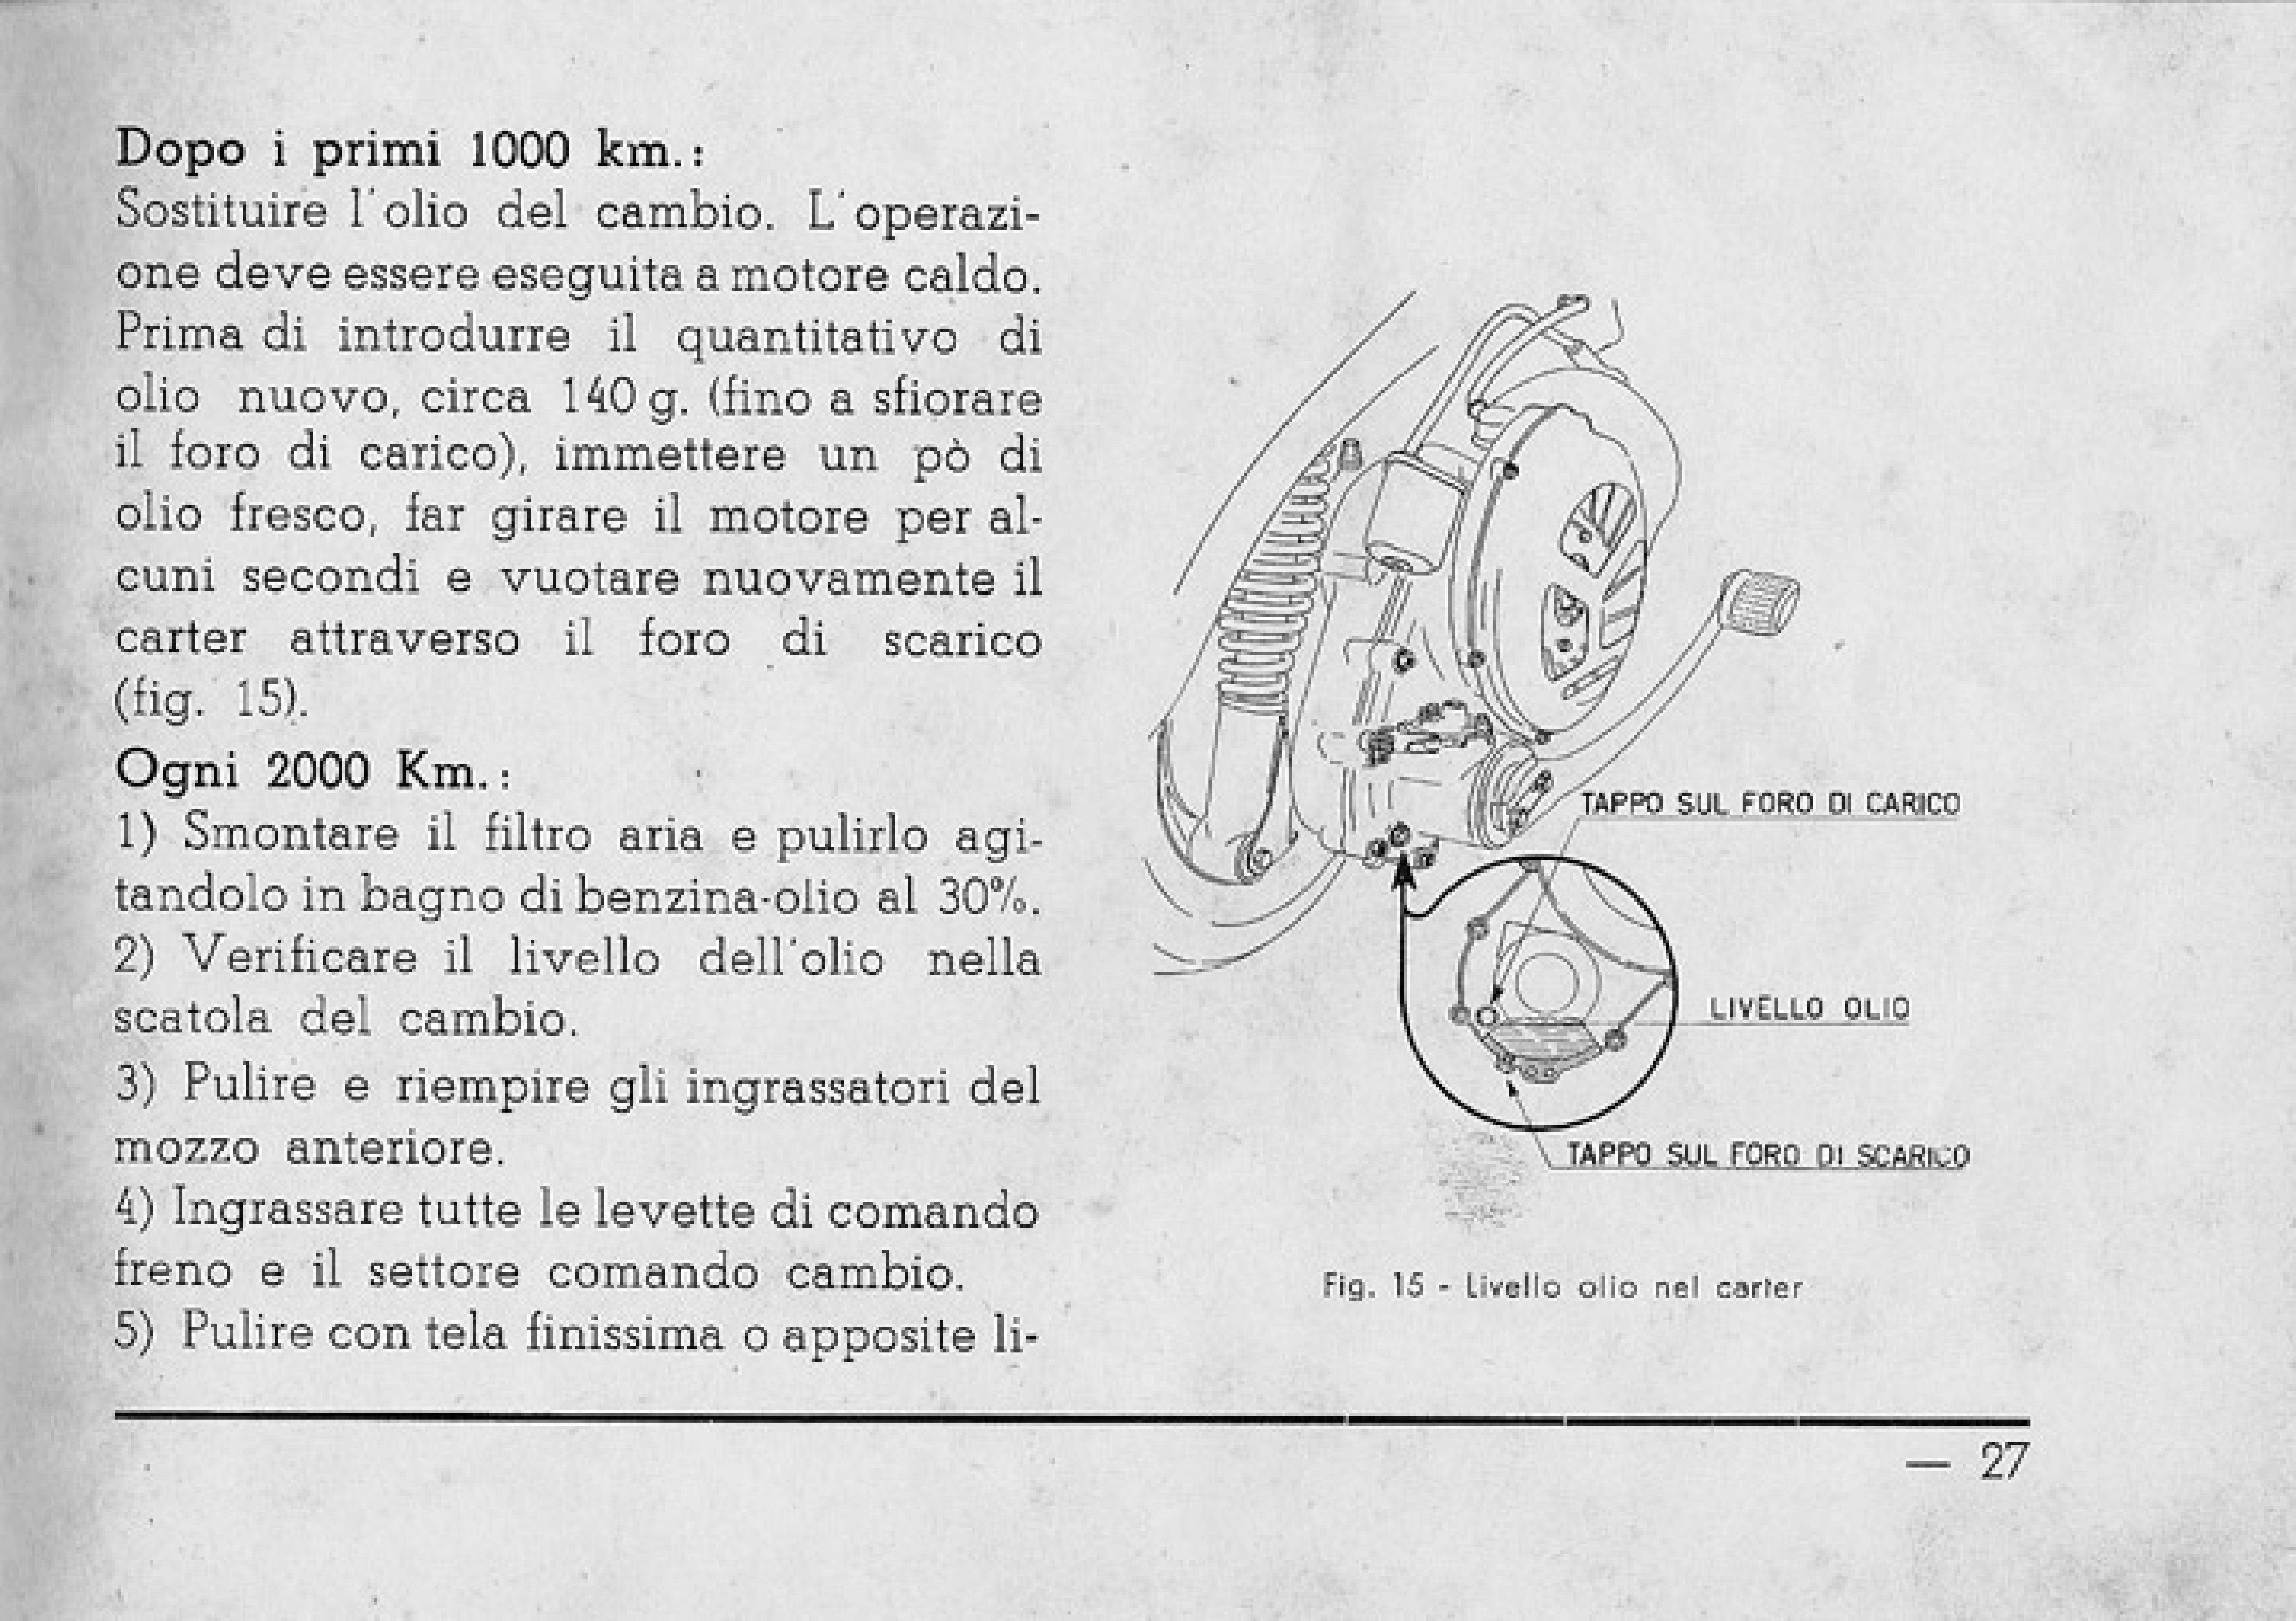 Dopo i primi 1000 km.:
Sostituire l'olio del cambio. L'operazi-
one deve essere eseguita a motore caldo.
Prima di introdurre il quantitativo di
olio nuovo, circa 140 g. (fino a sfiorare
il foro di carico), immettere un pò di
olio fresco, far girare il motore per al-
cuni secondi e vuotare nuovamente il
carter attraverso il foro di scarico
(fig. 15).
Ogni 2000 Km.:
1) Smontare il filtro aria e pulirlo agi-
tandolo in bagno di benzina-olio al 30%.
2) Verificare il livello dell'olio nella
scatola del cambio.
3) Pulire e riempire gli ingrassatori del
mozzo anteriore.
4) Ingrassare tutte le levette di comando
freno e il settore comando cambio.
5) Pulire con tela finissima o apposite li-
TAPPO SUL FORO DI CARICO
LIVELLO OLIO
TAPPO SUL FORO DI SCARICO
Fig. 15 - Livello olio nel carter
— 27